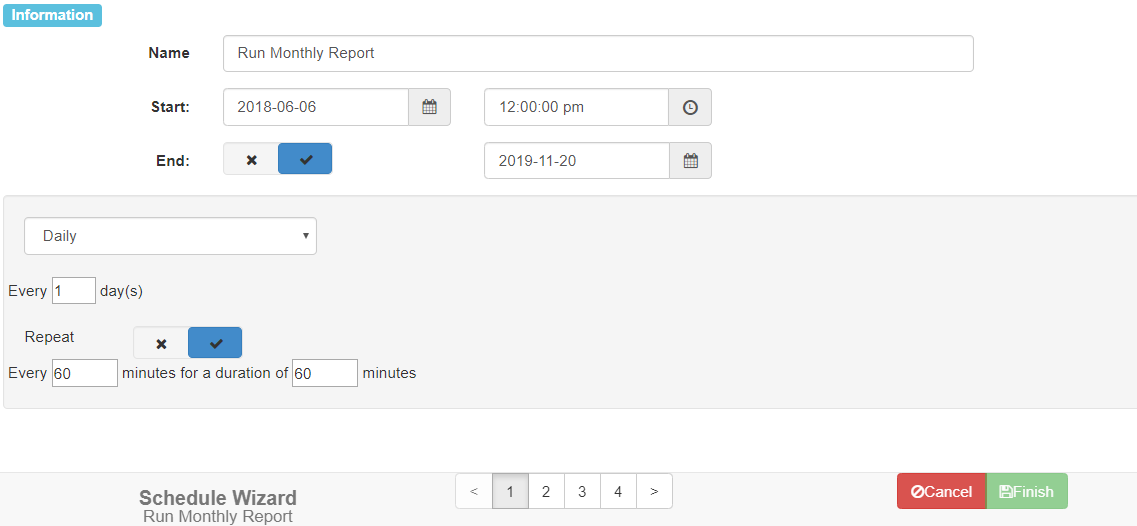 Information
Name Run Monthly Report
Start: 2018-06-06 12:00:00 pm
End: 2019-11-20
Daily
Every 1 day(s)
Repeat
Every 60 minutes for a duration of 60 minutes
Schedule Wizard
Run Monthly Report
< 1 2 3 4 >
Cancel Finish